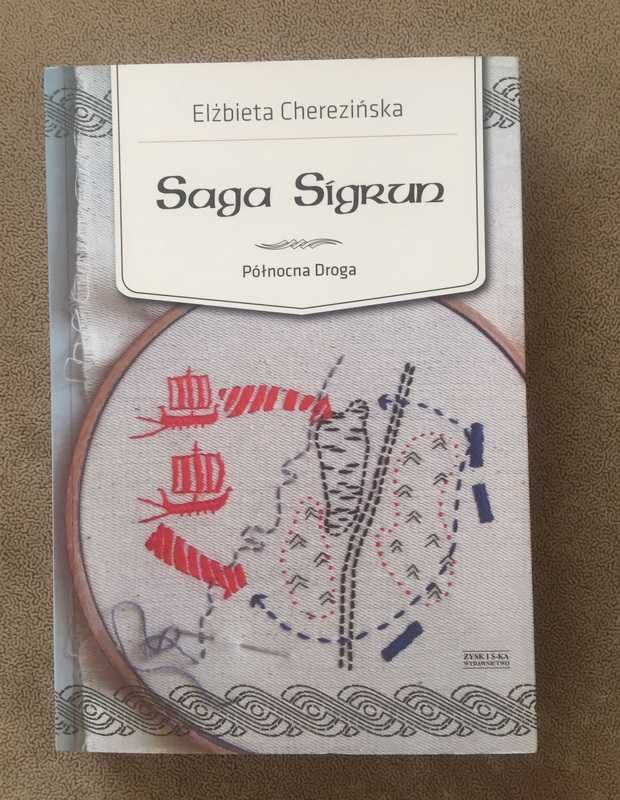 Elżbieta Cherezińska
Saga Sigrun
Północna Droga
ZYSK I S-KA
WYDAWNICTWO